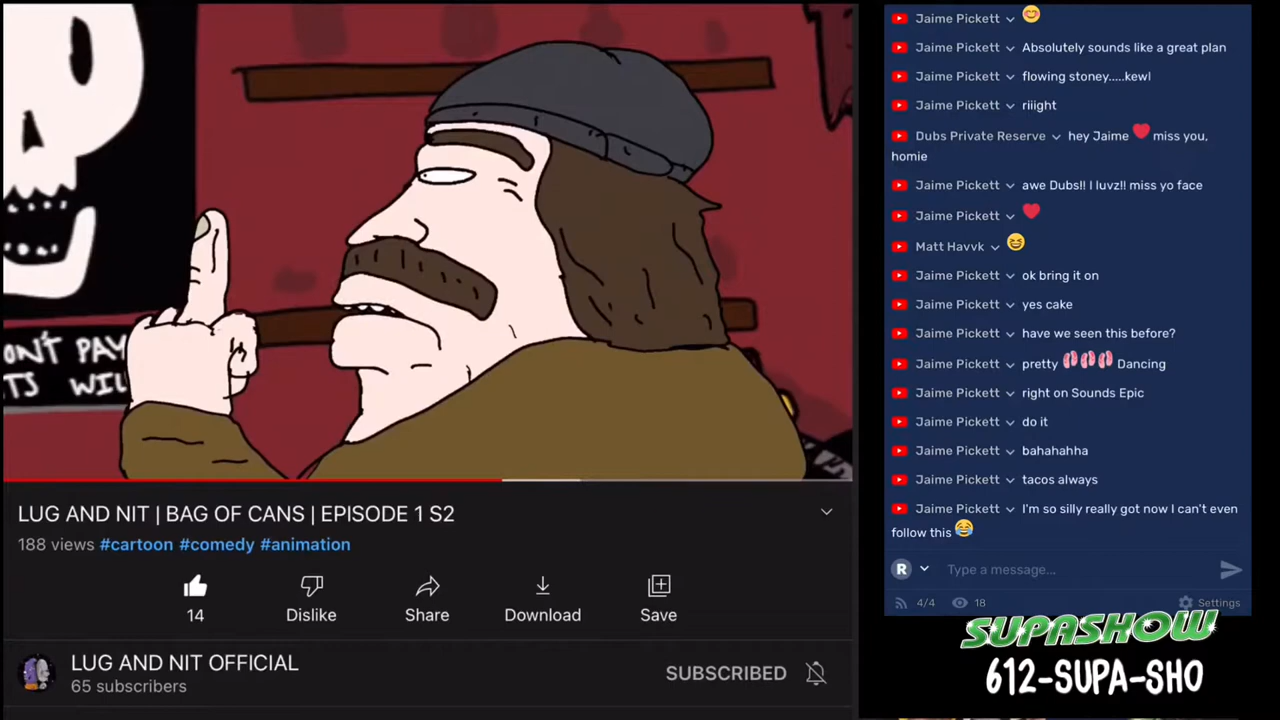 ONT PAY
TS WIL
LUG AND NIT | BAG OF CANS | EPISODE 1 S2
188 views #cartoon #comedy #animation
14
Dislike
Share
Download
Save
LUG AND NIT OFFICIAL
65 subscribers
SUBSCRIBED
Jaime Pickett
Jaime Pickett Absolutely sounds like a great plan
Jaime Pickett flowing stoney.....kewl
Jaime Pickett riiight
Dubs Private Reserve hey Jaime ❤️ miss you,
homie
Jaime Pickett awe Dubs!! I luvz!! miss yo face
Jaime Pickett ❤️
Matt Havvk 😆
Jaime Pickett ok bring it on
Jaime Pickett yes cake
Jaime Pickett have we seen this before?
Jaime Pickett pretty Dancing
Jaime Pickett right on Sounds Epic
Jaime Pickett do it
Jaime Pickett bahahahha
Jaime Pickett tacos always
Jaime Pickett I'm so silly really got now I can't even
follow this 😂
R
Type a message...
4/4
18
Settings
SUPASHOW
612-SUPA-SHO